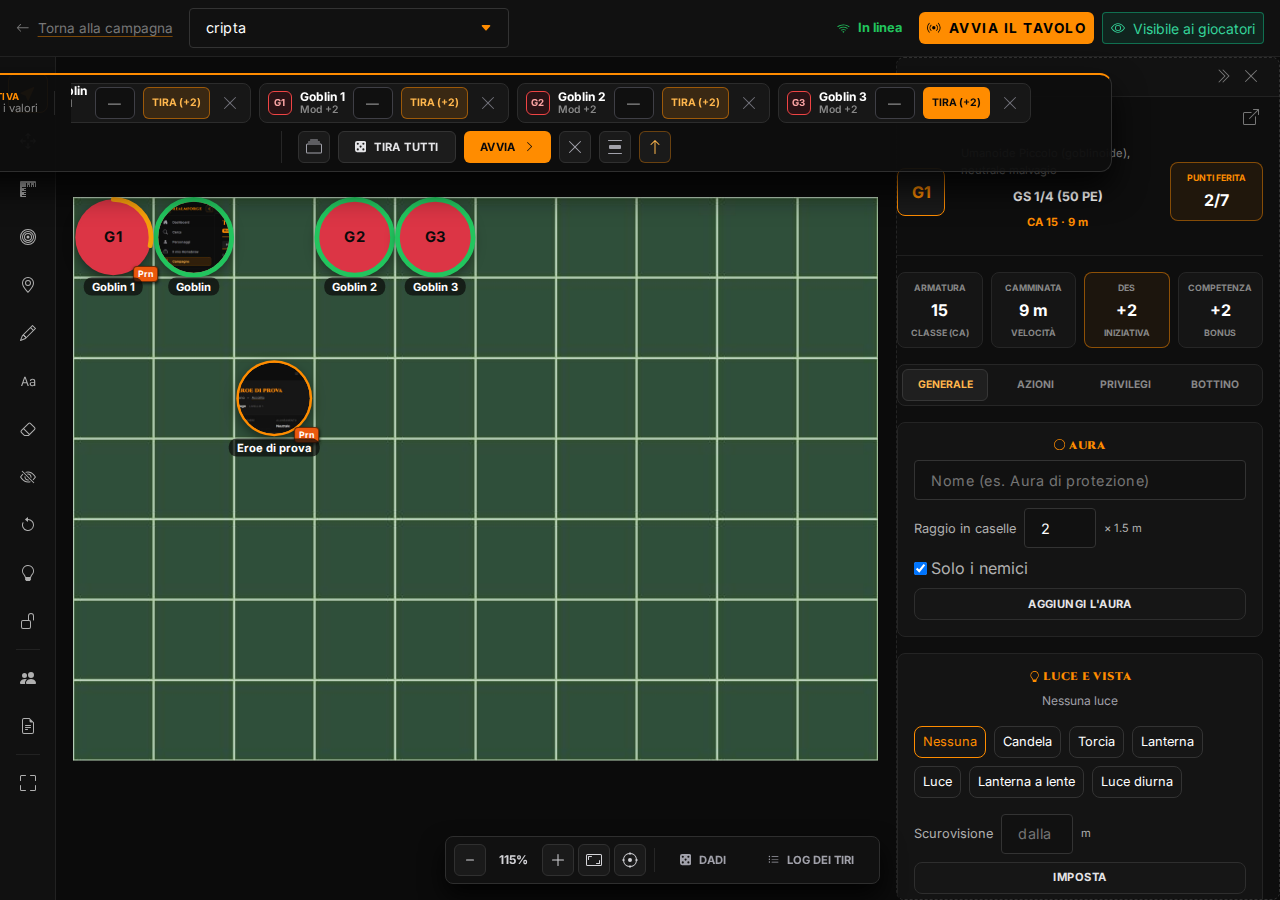 Torna alla campagna
cripta
In linea
AVVIA IL TAVOLO
Visibile ai giocatori
i valori
TIRA (+2)
G1
Goblin 1
Mod +2
TIRA (+2)
G2
Goblin 2
Mod +2
TIRA (+2)
G3
Goblin 3
Mod +2
TIRA (+2)
TIRA TUTTI
AVVIA
G1
GS 1/4 (50 PE)
CA 15 · 9 m
PUNTI FERITA
2/7
G1
Prn
Goblin 1
Goblin
G2
Goblin 2
G3
Goblin 3
Prn
Eroe di prova
Aa
ARMATURA
15
CLASSE (CA)
CAMMINATA
9 m
VELOCITÀ
DES
+2
INIZIATIVA
COMPETENZA
+2
BONUS
GENERALE
AZIONI
PRIVILEGI
BOTTINO
AURA
Nome (es. Aura di protezione)
Raggio in caselle
2
× 1.5 m
Solo i nemici
AGGIUNGI L'AURA
LUCE E VISTA
Nessuna luce
Nessuna
Candela
Torcia
Lanterna
Luce
Lanterna a lente
Luce diurna
Scurovisione
dalla
m
IMPOSTA
115%
DADI
LOG DEI TIRI